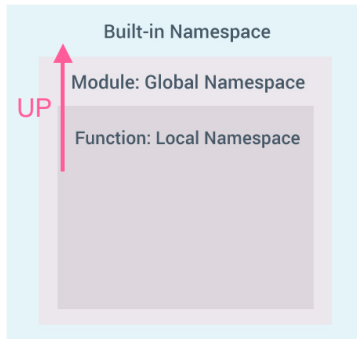 Built-in Namespace
UP
Module: Global Namespace
Function: Local Namespace